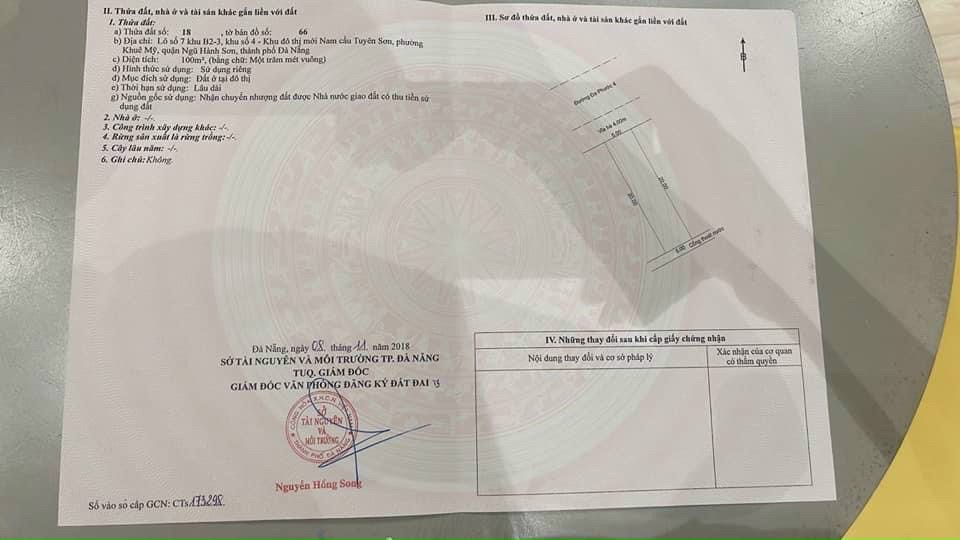 II. Thửa đất, nhà ở và tài sản khác gắn liền với đất
1. Thửa đất:
a) Thửa đất số: 18 , tờ bản đồ số: 66
b) Địa chỉ: Lô số 7 khu B2-3, khu số 4 - Khu đô thị mới Nam cầu Tuyên Sơn, phường
Khuê Mỹ, quận Ngũ Hành Sơn, thành phố Đà Nẵng
c) Diện tích: 100m², (bằng chữ: Một trăm mét vuông)
d) Hình thức sử dụng: Sử dụng riêng
đ) Mục đích sử dụng: Đất ở tại đô thị
e) Thời hạn sử dụng: Lâu dài
g) Nguồn gốc sử dụng: Nhận chuyển nhượng đất được Nhà nước giao đất có thu tiền sử
dụng đất
2. Nhà ở: -/-.
3. Công trình xây dựng khác: -/-.
4. Rừng sản xuất là rừng trồng:-/-.
5. Cây lâu năm: -/-.
6. Ghi chú:Không.
Đà Nẵng, ngày 08 tháng 11 năm 2018
SỞ TÀI NGUYÊN VÀ MÔI TRƯỜNG TP. ĐÀ NẴNG
TUQ. GIÁM ĐỐC
GIÁM ĐỐC VĂN PHÒNG ĐĂNG KÝ ĐẤT ĐAI
CỘNG HÒA X.H.C.N VIỆT NAM
SỞ
TÀI NGUYÊN
VÀ
MÔI TRƯỜNG
THÀNH PHỐ ĐÀ NẴNG
Nguyễn Hồng Song
Số vào sổ cấp GCN: CTs173298
III. Sơ đồ thửa đất, nhà ở và tài sản khác gắn liền với đất
B
Đường Đa Phước 4
Vỉa hè 4,00m
5.00
20.00
20.00
5.00
Cống thoát nước
IV. Những thay đổi sau khi cấp giấy chứng nhận
Nội dung thay đổi và cơ sở pháp lý
Xác nhận của cơ quan
có thẩm quyền